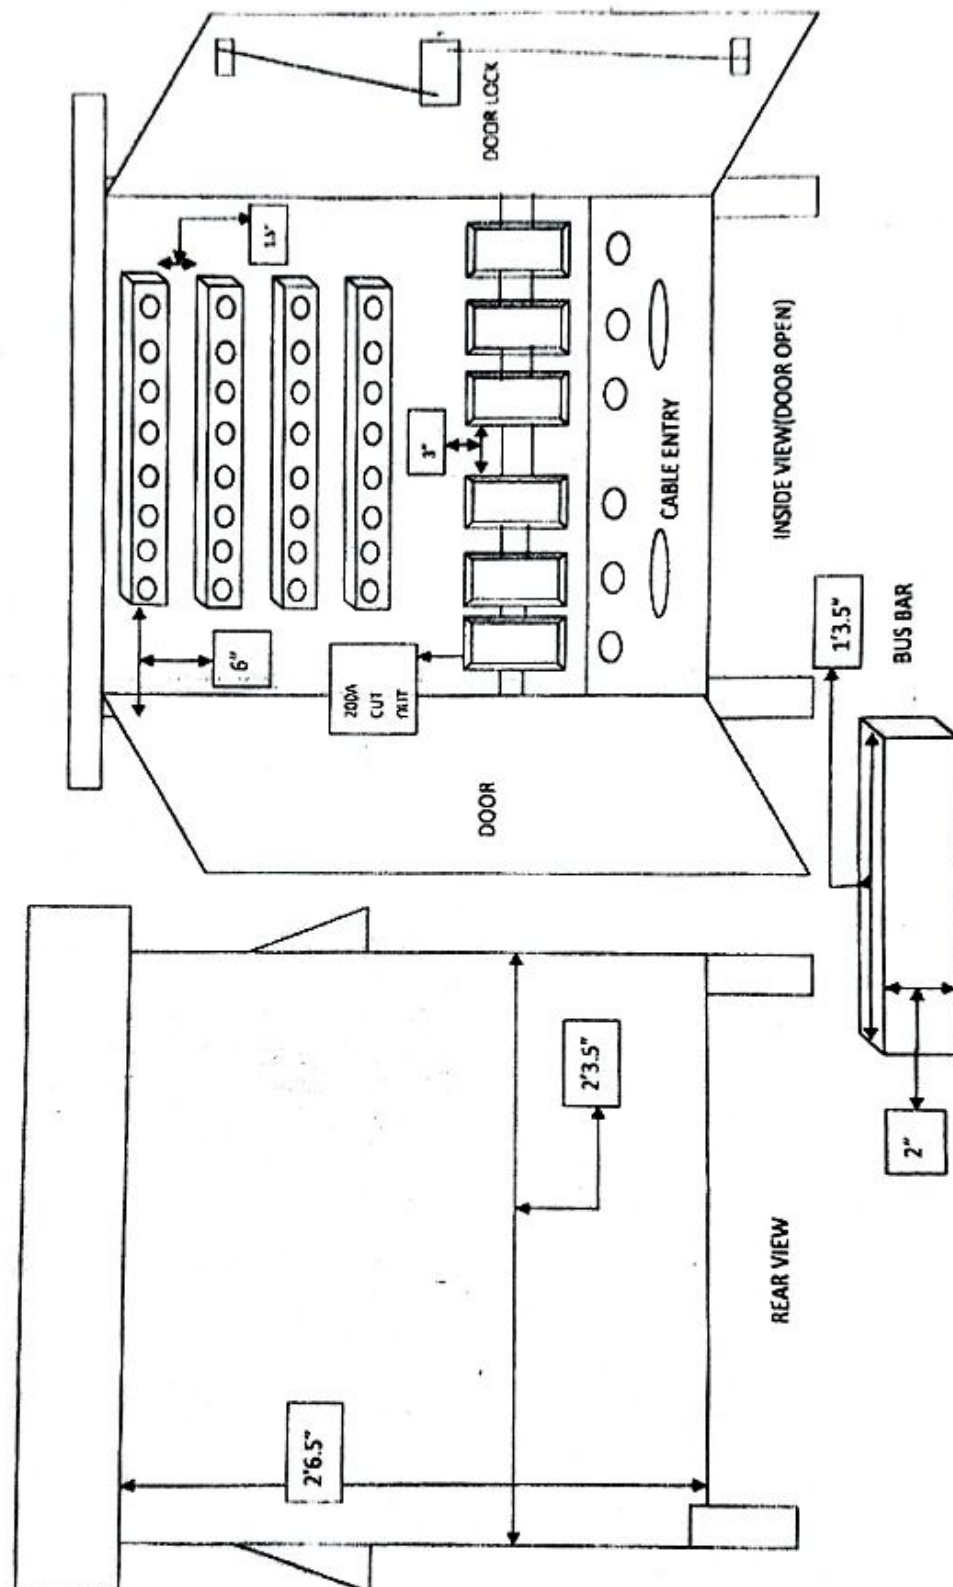 2'6.5"
2'3.5"
REAR VIEW
DOOR
6"
200A
CUT
OUT
3"
1.5"
DOOR LOCK
CABLE ENTRY
INSIDE VIEW(DOOR OPEN)
1'3.5"
2"
BUS BAR